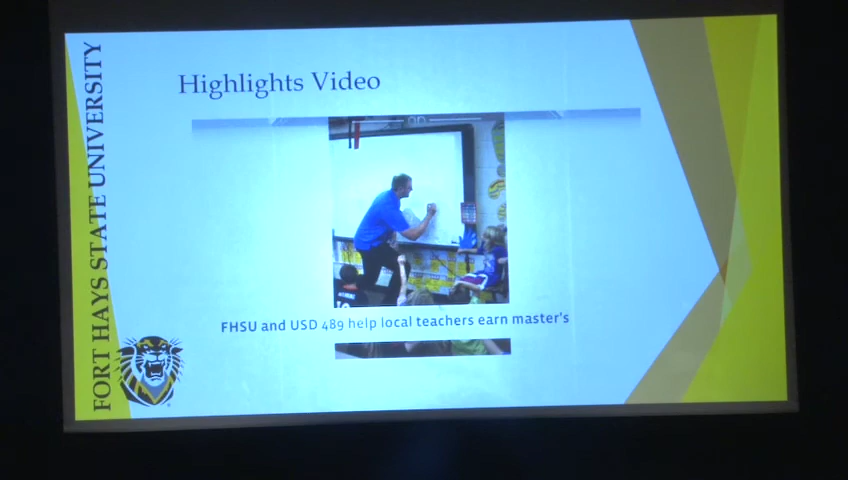 FORT HAYS STATE UNIVERSITY
Highlights Video
FHSU and USD 489 help local teachers earn master's